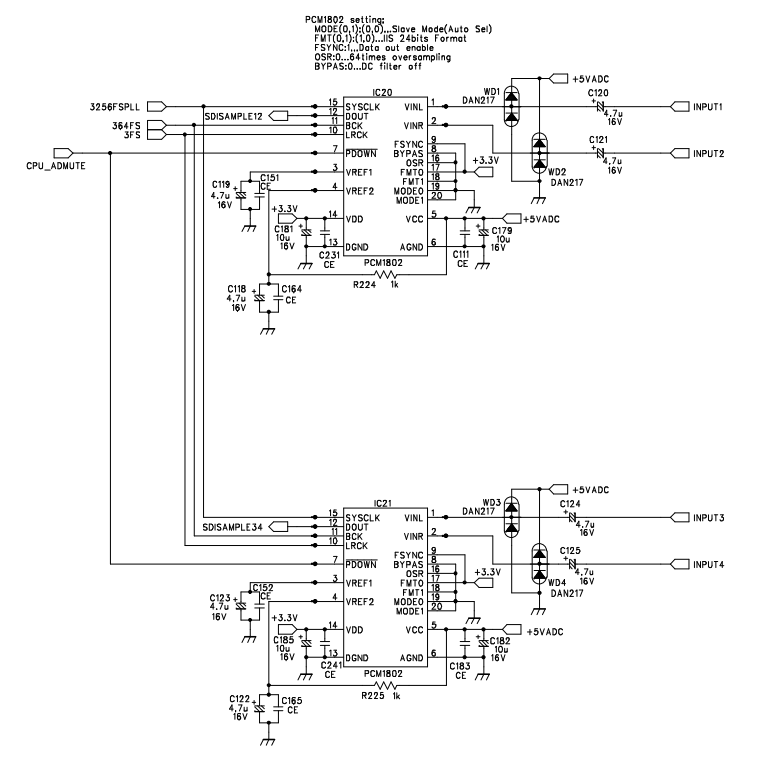 PCM1802 setting;
MODE(0,1);(0,0)...Slave Mode(Auto Sel)
FMT(0,1);(1,0)...IIS 24bits Format
FSYNC:1...Data out enable
OSR:0...64times oversampling
BYPAS:0...DC filter off
IC20
+5VADC
WD1
DAN217
C120
4.7u
16V
3256FSPLL
15
SYSCLK
VINL
1
INPUT1
SDISAMPLE12
12
DOUT
364FS
11
BCK
VINR
2
C121
4.7u
16V
3FS
10
LRCK
FSYNC
9
CPU_ADMUTE
7
PDOWN
BYPAS
8
INPUT2
OSR
16
+3.3V
WD2
DAN217
C119
4.7u
16V
C151
CE
3
VREF1
FMT0
17
FMT1
18
4
VREF2
MODE0
19
MODE1
20
+3.3V
14
VDD
VCC
5
+5VADC
C181
10u
16V
C231
CE
C111
CE
C179
10u
16V
13
DGND
AGND
6
PCM1802
R224
1k
C118
4.7u
16V
C164
CE
IC21
+5VADC
WD3
DAN217
C124
4.7u
16V
15
SYSCLK
VINL
1
INPUT3
SDISAMPLE34
12
DOUT
11
BCK
VINR
2
C125
4.7u
16V
10
LRCK
FSYNC
9
7
PDOWN
BYPAS
8
INPUT4
OSR
16
+3.3V
WD4
DAN217
C123
4.7u
16V
C152
CE
3
VREF1
FMT0
17
FMT1
18
4
VREF2
MODE0
19
MODE1
20
+3.3V
14
VDD
VCC
5
+5VADC
C185
10u
16V
C241
CE
C183
CE
C182
10u
16V
13
DGND
AGND
6
PCM1802
R225
1k
C122
4.7u
16V
C165
CE